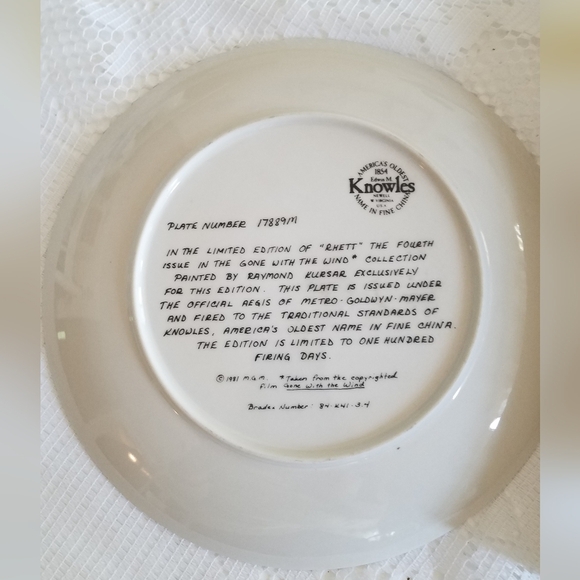 AMERICA'S OLDEST
1854
Edwin M.
Knowles
NEWELL
W. VIRGINIA
U.S.A.
NAME IN FINE CHINA
PLATE NUMBER 17889M
IN THE LIMITED EDITION OF "RHETT" THE FOURTH
ISSUE IN THE GONE WITH THE WIND* COLLECTION
PAINTED BY RAYMOND KURSAR EXCLUSIVELY
FOR THIS EDITION. THIS PLATE IS ISSUED UNDER
THE OFFICIAL AEGIS OF METRO-GOLDWYN-MAYER
AND FIRED TO THE TRADITIONAL STANDARDS OF
KNOWLES, AMERICA'S OLDEST NAME IN FINE CHINA.
THE EDITION IS LIMITED TO ONE HUNDRED
FIRING DAYS.
© 1981 M.G.M. *Taken from the copyrighted
film Gone With the Wind
Bradex Number: 84-K41-3.4